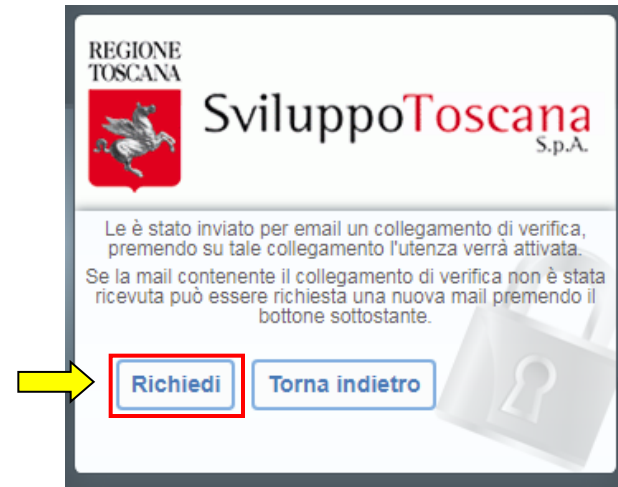 REGIONE
TOSCANA
SviluppoToscana
S.p.A.
Le è stato inviato per email un collegamento di verifica,
premendo su tale collegamento l'utenza verrà attivata.
Se la mail contenente il collegamento di verifica non è stata
ricevuta può essere richiesta una nuova mail premendo il
bottone sottostante.
Richiedi Torna indietro